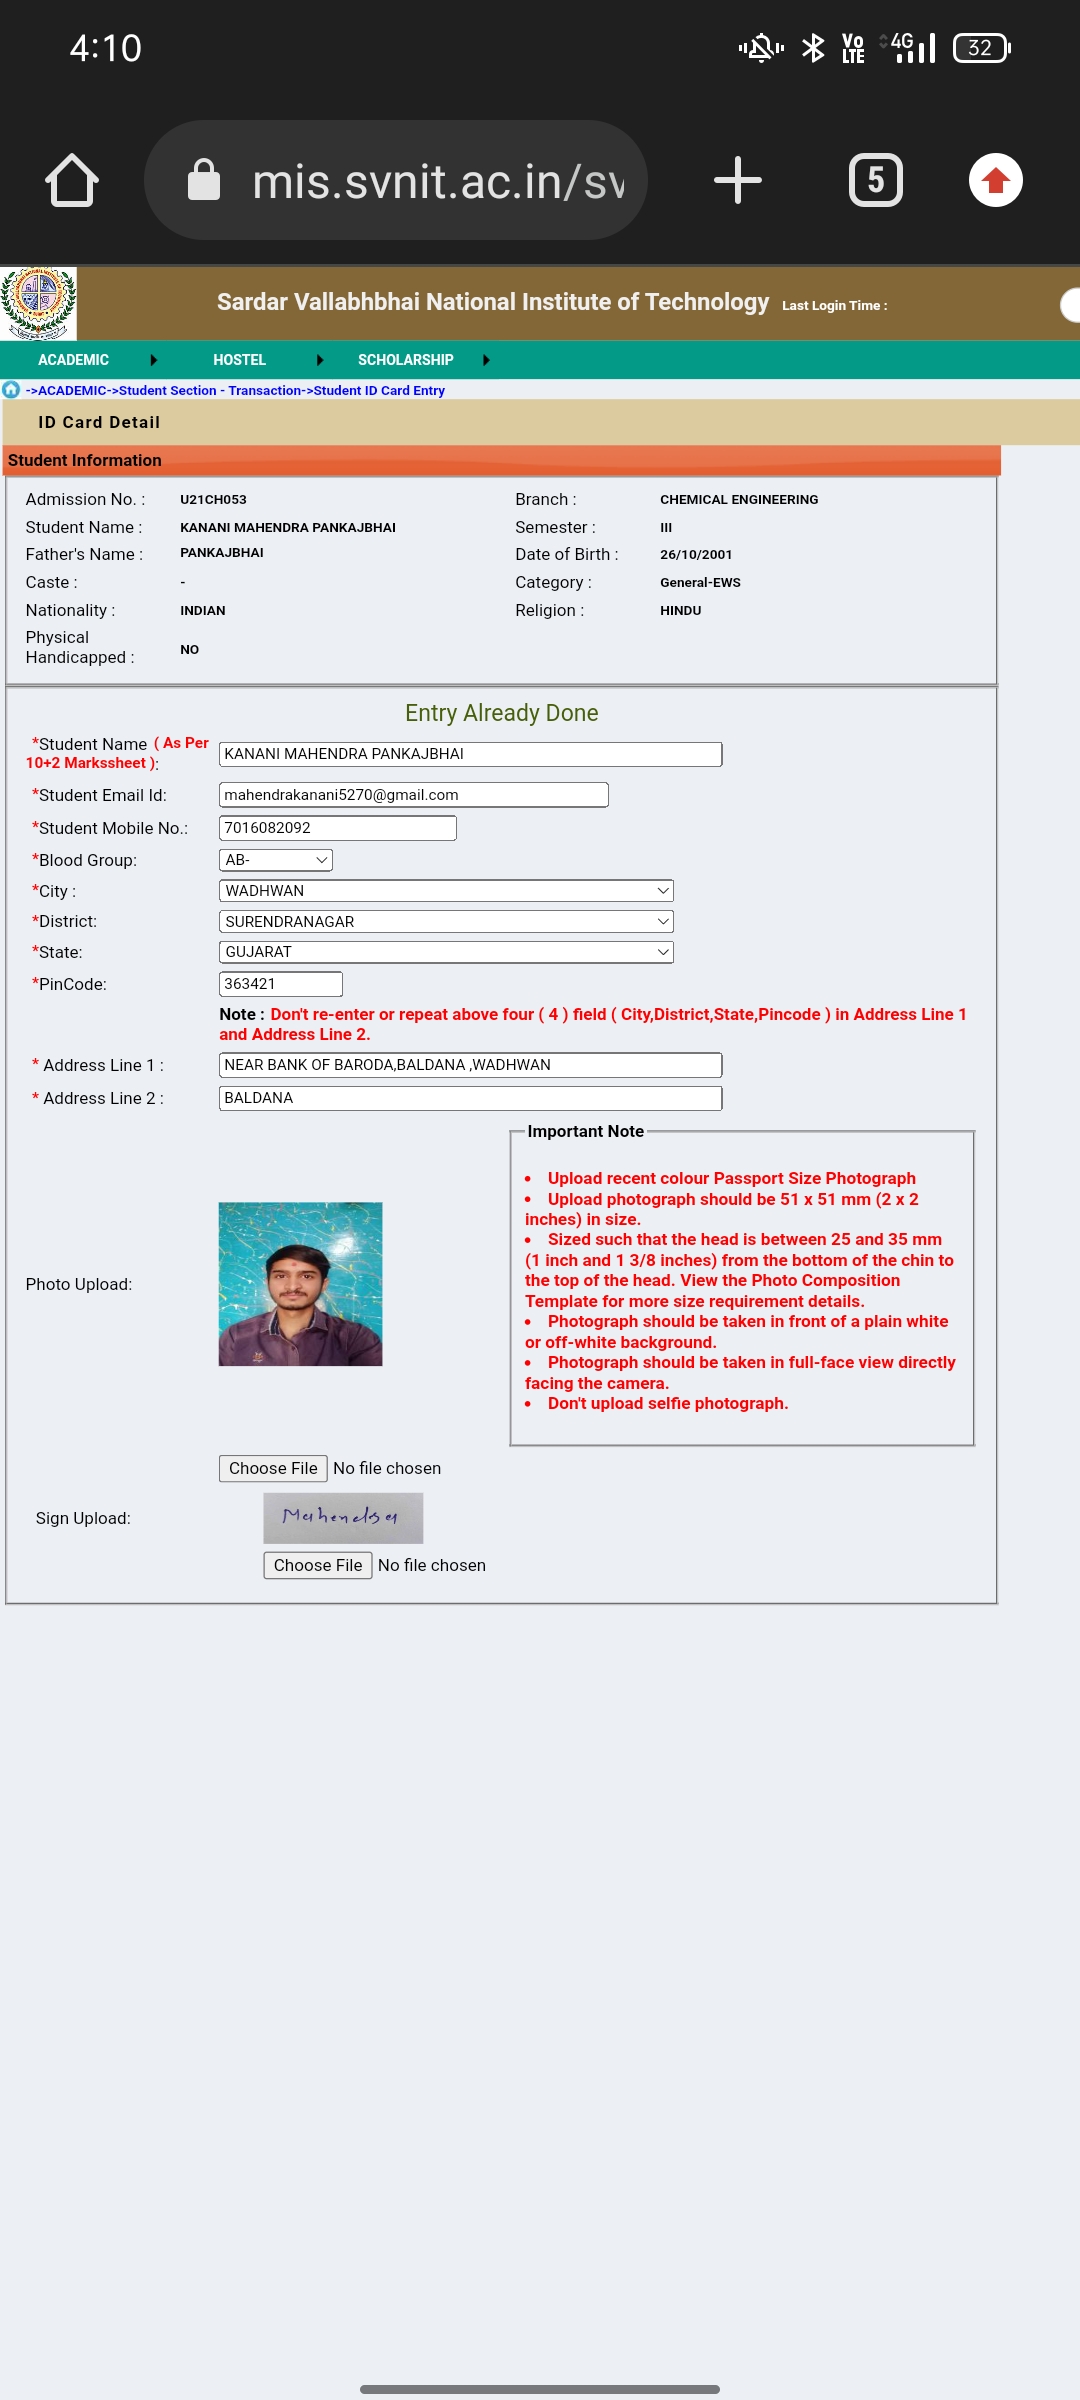 4:10
Vo LTE 4G 32
mis.svnit.ac.in/sv
5
Sardar Vallabhbhai National Institute of Technology Last Login Time :
ACADEMIC HOSTEL SCHOLARSHIP
->ACADEMIC->Student Section - Transaction->Student ID Card Entry
ID Card Detail
Student Information
Admission No. : U21CH053 Branch : CHEMICAL ENGINEERING
Student Name : KANANI MAHENDRA PANKAJBHAI Semester : III
Father's Name : PANKAJBHAI Date of Birth : 26/10/2001
Caste : - Category : General-EWS
Nationality : INDIAN Religion : HINDU
Physical
Handicapped : NO
Entry Already Done
*Student Name ( As Per
10+2 Markssheet ): KANANI MAHENDRA PANKAJBHAI
*Student Email Id: mahendrakanani5270@gmail.com
*Student Mobile No.: 7016082092
*Blood Group: AB-
*City : WADHWAN
*District: SURENDRANAGAR
*State: GUJARAT
*PinCode: 363421
Note : Don't re-enter or repeat above four ( 4 ) field ( City,District,State,Pincode ) in Address Line 1
and Address Line 2.
* Address Line 1 : NEAR BANK OF BARODA,BALDANA ,WADHWAN
* Address Line 2 : BALDANA
Important Note
• Upload recent colour Passport Size Photograph
• Upload photograph should be 51 x 51 mm (2 x 2
inches) in size.
• Sized such that the head is between 25 and 35 mm
(1 inch and 1 3/8 inches) from the bottom of the chin to
the top of the head. View the Photo Composition
Template for more size requirement details.
• Photograph should be taken in front of a plain white
or off-white background.
• Photograph should be taken in full-face view directly
facing the camera.
• Don't upload selfie photograph.
Photo Upload:
Choose File No file chosen
Sign Upload:
Mahendra
Choose File No file chosen